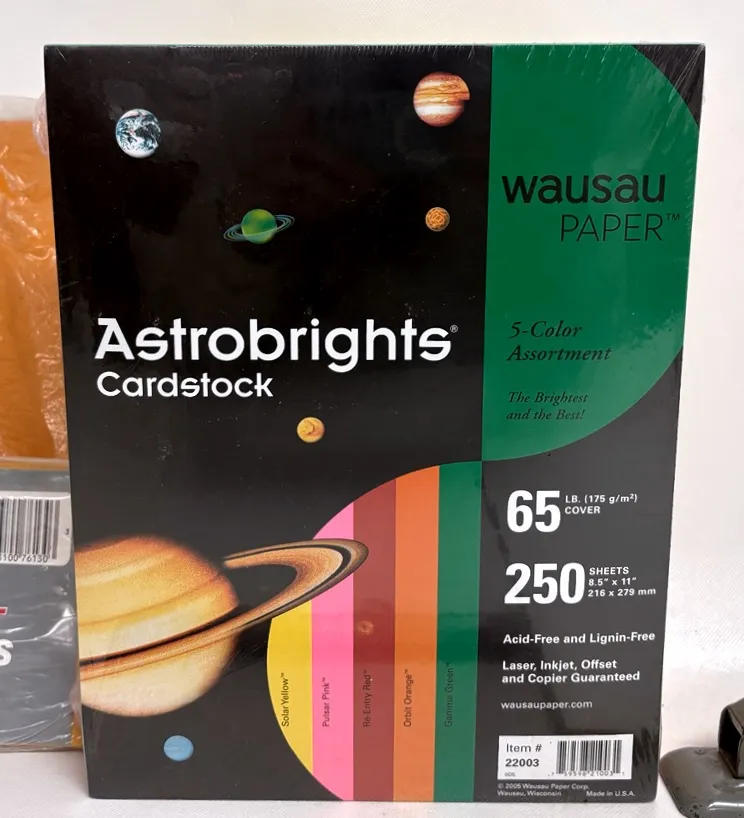 wausau
PAPER™
Astrobrights®
Cardstock
5-Color
Assortment
The Brightest
and the Best!
65 LB. (175 g/m²)
COVER
250 SHEETS
8.5" x 11"
216 x 279 mm
Acid-Free and Lignin-Free
Laser, Inkjet, Offset
and Copier Guaranteed
wausaupaper.com
Solar Yellow™
Pulsar Pink™
Re-Entry Red™
Orbit Orange™
Gamma Green™
Item #
22003
© 2005 Wausau Paper Corp.
Wausau, Wisconsin
Made in U.S.A.